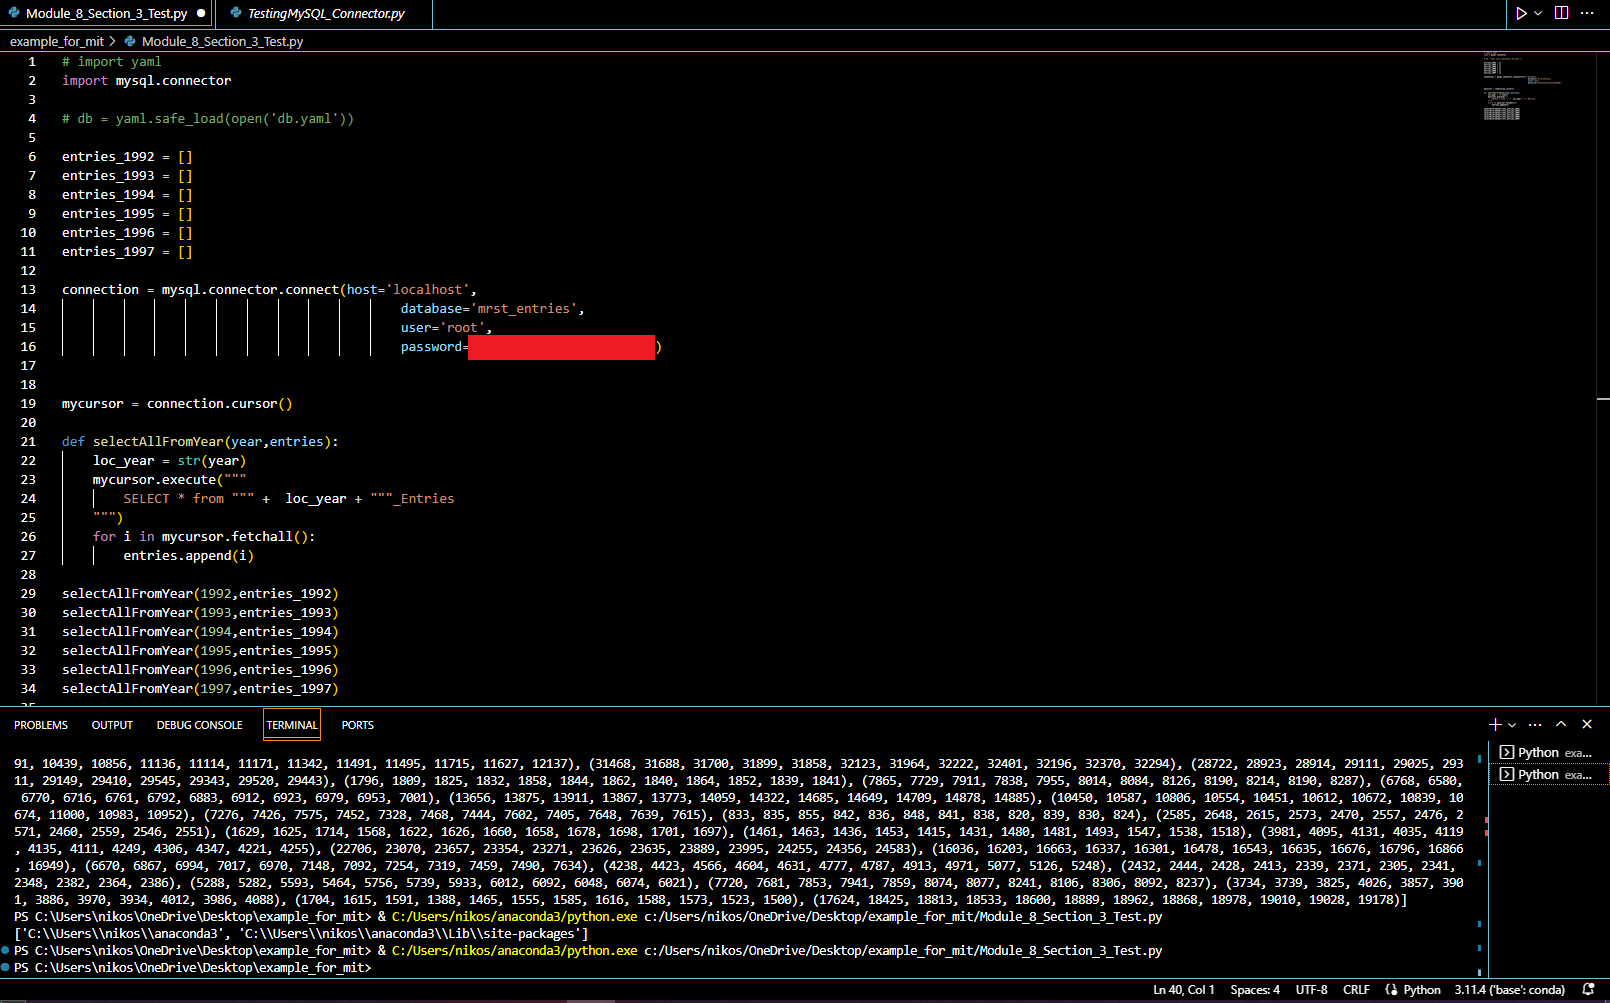 Module_8_Section_3_Test.py
TestingMySQL_Connector.py
example_for_mit > Module_8_Section_3_Test.py
1 # import yaml
2 import mysql.connector
3
4 # db = yaml.safe_load(open('db.yaml'))
5
6 entries_1992 = []
7 entries_1993 = []
8 entries_1994 = []
9 entries_1995 = []
10 entries_1996 = []
11 entries_1997 = []
12
13 connection = mysql.connector.connect(host='localhost',
14 database='mrst_entries',
15 user='root',
16 password= )
17
18
19 mycursor = connection.cursor()
20
21 def selectAllFromYear(year,entries):
22 loc_year = str(year)
23 mycursor.execute("""
24 SELECT * from """ + loc_year + """_Entries
25 """)
26 for i in mycursor.fetchall():
27 entries.append(i)
28
29 selectAllFromYear(1992,entries_1992)
30 selectAllFromYear(1993,entries_1993)
31 selectAllFromYear(1994,entries_1994)
32 selectAllFromYear(1995,entries_1995)
33 selectAllFromYear(1996,entries_1996)
34 selectAllFromYear(1997,entries_1997)
PROBLEMS OUTPUT DEBUG CONSOLE TERMINAL PORTS
91, 10439, 10856, 11136, 11114, 11171, 11342, 11491, 11495, 11715, 11627, 12137), (31468, 31688, 31700, 31899, 31858, 32123, 31964, 32222, 32401, 32196, 32370, 32294), (28722, 28923, 28914, 29111, 29025, 293
11, 29149, 29410, 29545, 29343, 29520, 29443), (1796, 1809, 1825, 1832, 1858, 1844, 1862, 1840, 1864, 1852, 1839, 1841), (7865, 7729, 7911, 7838, 7955, 8014, 8084, 8126, 8190, 8214, 8190, 8287), (6768, 6580,
6770, 6716, 6761, 6792, 6883, 6912, 6923, 6979, 6953, 7001), (13656, 13875, 13911, 13867, 13773, 14059, 14322, 14685, 14649, 14709, 14878, 14885), (10450, 10587, 10806, 10554, 10451, 10612, 10672, 10839, 10
674, 11000, 10983, 10952), (7276, 7426, 7575, 7452, 7328, 7468, 7444, 7602, 7405, 7648, 7639, 7615), (833, 835, 855, 842, 836, 848, 841, 838, 820, 839, 830, 824), (2585, 2648, 2615, 2573, 2470, 2557, 2476, 2
571, 2460, 2559, 2546, 2551), (1629, 1625, 1714, 1568, 1622, 1626, 1660, 1658, 1678, 1698, 1701, 1697), (1461, 1463, 1436, 1453, 1415, 1431, 1480, 1481, 1493, 1547, 1538, 1518), (3981, 4095, 4131, 4035, 4119
, 4135, 4111, 4249, 4306, 4347, 4221, 4255), (22706, 23070, 23657, 23354, 23271, 23626, 23635, 23889, 23995, 24255, 24356, 24583), (16036, 16203, 16663, 16337, 16301, 16478, 16543, 16635, 16676, 16796, 16866
, 16949), (6670, 6867, 6994, 7017, 6970, 7148, 7092, 7254, 7319, 7459, 7490, 7634), (4238, 4423, 4566, 4604, 4631, 4777, 4787, 4913, 4971, 5077, 5126, 5248), (2432, 2444, 2428, 2413, 2339, 2371, 2305, 2341,
2348, 2382, 2364, 2386), (5288, 5282, 5593, 5464, 5756, 5739, 5933, 6012, 6092, 6048, 6074, 6021), (7720, 7681, 7853, 7941, 7859, 8074, 8077, 8241, 8106, 8306, 8092, 8237), (3734, 3739, 3825, 4026, 3857, 390
1, 3886, 3970, 3934, 4012, 3986, 4088), (1704, 1615, 1591, 1388, 1465, 1555, 1585, 1616, 1588, 1573, 1523, 1500), (17624, 18425, 18813, 18533, 18600, 18889, 18962, 18868, 18978, 19010, 19028, 19178)]
PS C:\Users\nikos\OneDrive\Desktop\example_for_mit> & C:/Users/nikos/anaconda3/python.exe c:/Users/nikos/OneDrive/Desktop/example_for_mit/Module_8_Section_3_Test.py
['C:\\Users\\nikos\\anaconda3', 'C:\\Users\\nikos\\anaconda3\\Lib\\site-packages']
PS C:\Users\nikos\OneDrive\Desktop\example_for_mit> & C:/Users/nikos/anaconda3/python.exe c:/Users/nikos/OneDrive/Desktop/example_for_mit/Module_8_Section_3_Test.py
PS C:\Users\nikos\OneDrive\Desktop\example_for_mit>
Python exa...
Python exa...
Ln 40, Col 1 Spaces: 4 UTF-8 CRLF Python 3.11.4 ('base': conda)